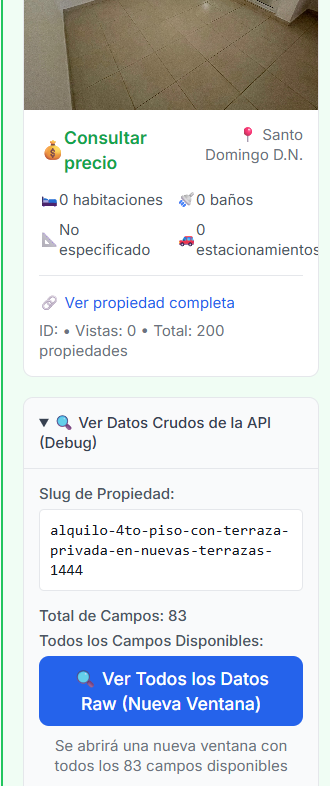 Consultar
precio
Santo
Domingo D.N.
0 habitaciones
0 baños
No
especificado
0
estacionamientos
Ver propiedad completa
ID: • Vistas: 0 • Total: 200
propiedades
▼ Ver Datos Crudos de la API
(Debug)
Slug de Propiedad:
alquilo-4to-piso-con-terraza-
privada-en-nuevas-terrazas-
1444
Total de Campos: 83
Todos los Campos Disponibles:
Ver Todos los Datos
Raw (Nueva Ventana)
Se abrirá una nueva ventana con
todos los 83 campos disponibles